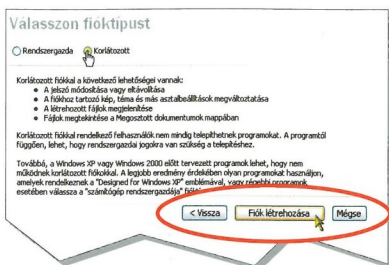 Válasszon fióktípust
Rendszergazda Korlátozott
Korlátozott fiókkal a következő lehetőségei vannak:
• A jelszó módosítása vagy eltávolítása
• A fiókhoz tartozó kép, téma és más asztalbeállítások megváltoztatása
• A létrehozott fájlok megjelenítése
• Fájlok megtekintése a Megosztott dokumentumok mappában
Korlátozott fiókkal rendelkező felhasználók nem mindig telepíthetnek programokat. A programtól
függően, lehet, hogy rendszergazdai jogokra van szükség a telepítéshez.
Továbbá, a Windows XP vagy Windows 2000 előtt tervezett programok lehet, hogy nem
működnek korlátozott fiókokkal. A legjobb eredmény érdekében olyan programokat használjon,
amelyek rendelkeznek a "Designed for Windows XP" emblémával, vagy régebbi programok
esetében válassza a "számítógép rendszergazdája"
< Vissza Fiók létrehozása Mégse